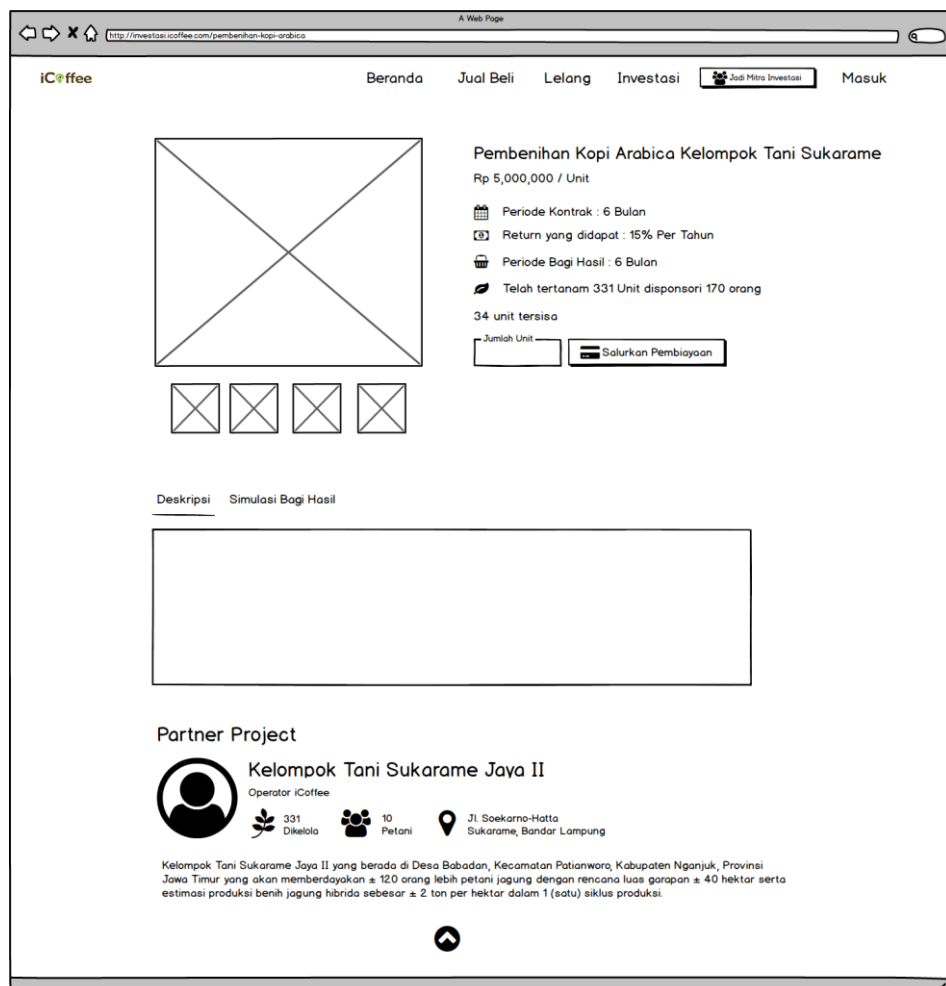 A Web Page
http://investasi.icoffee.com/pembenihan-kopi-arabica
iCoffee
Beranda Jual Beli Lelang Investasi Jadi Mitra Investasi Masuk
Pembenihan Kopi Arabica Kelompok Tani Sukarame
Rp 5,000,000 / Unit
Periode Kontrak : 6 Bulan
Return yang didapat : 15% Per Tahun
Periode Bagi Hasil : 6 Bulan
Telah tertanam 331 Unit disponsori 170 orang
34 unit tersisa
Jumlah Unit
Salurkan Pembiayaan
Deskripsi Simulasi Bagi Hasil
Partner Project
Kelompok Tani Sukarame Jaya II
Operator iCoffee
331 Dikelola
10 Petani
Jl. Soekarno-Hatta
Sukarame, Bandar Lampung
Kelompok Tani Sukarame Jaya II yang berada di Desa Babadan, Kecamatan Patianworo, Kabupaten Nganjuk, Provinsi
Jawa Timur yang akan memberdayakan ± 120 orang lebih petani jagung dengan rencana luas garapan ± 40 hektar serta
estimasi produksi benih jagung hibrida sebesar ± 2 ton per hektar dalam 1 (satu) siklus produksi.